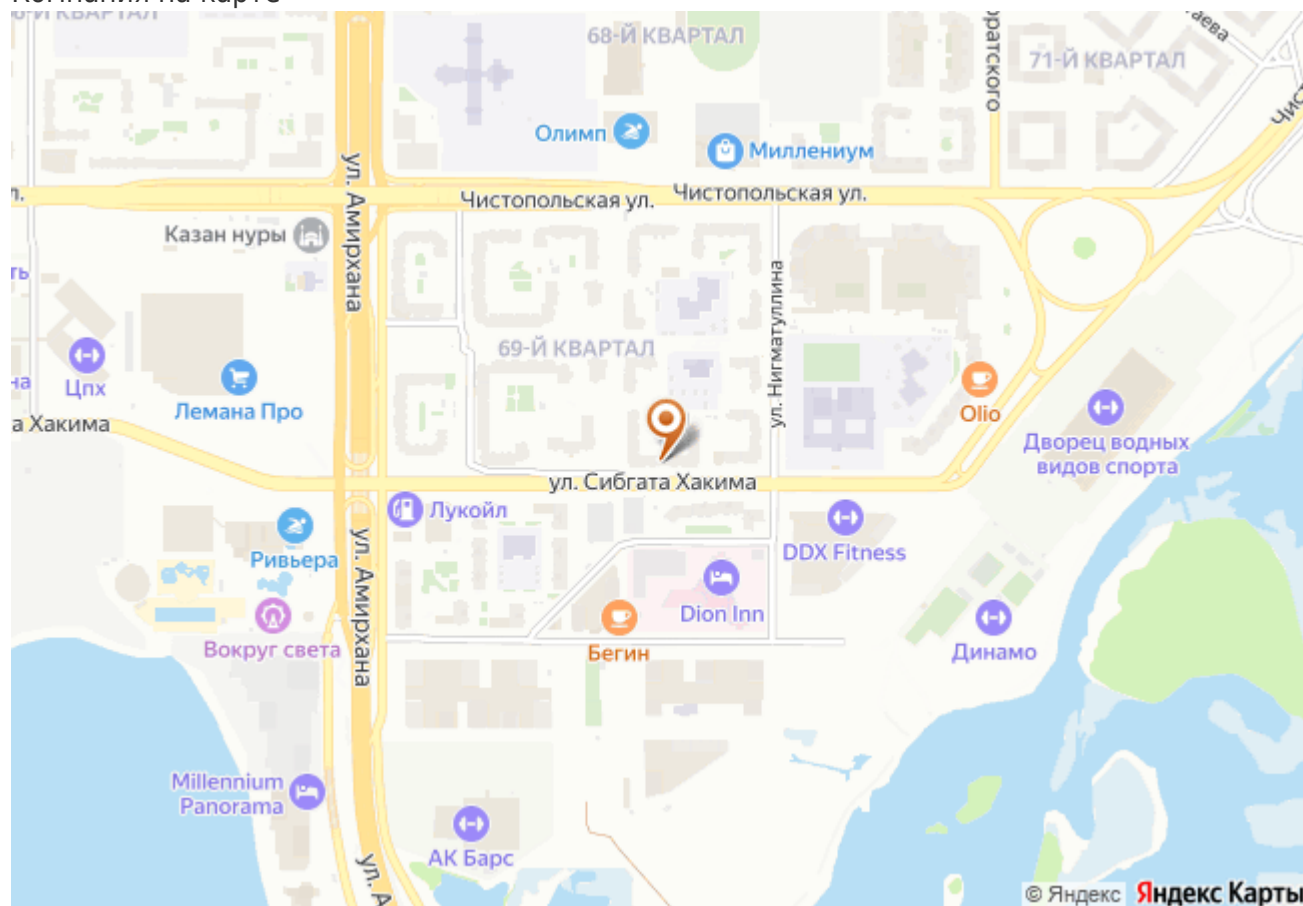 68-Й КВАРТАЛ
71-Й КВАРТАЛ
Олимп
Миллениум
ул. Амирхана
Чистопольская ул.
Чистопольская ул.
Казан нуры
ул. Нигматуллина
69-Й КВАРТАЛ
Цпх
Лемана Про
Olio
а Хакима
Дворец водных
видов спорта
ул. Сибгата Хакима
Лукойл
Ривьера
ул. Амирхана
DDX Fitness
Dion Inn
Вокруг света
Бегин
Динамо
Millennium
Panorama
АК Барс
ул. А
© Яндекс Яндекс Карты